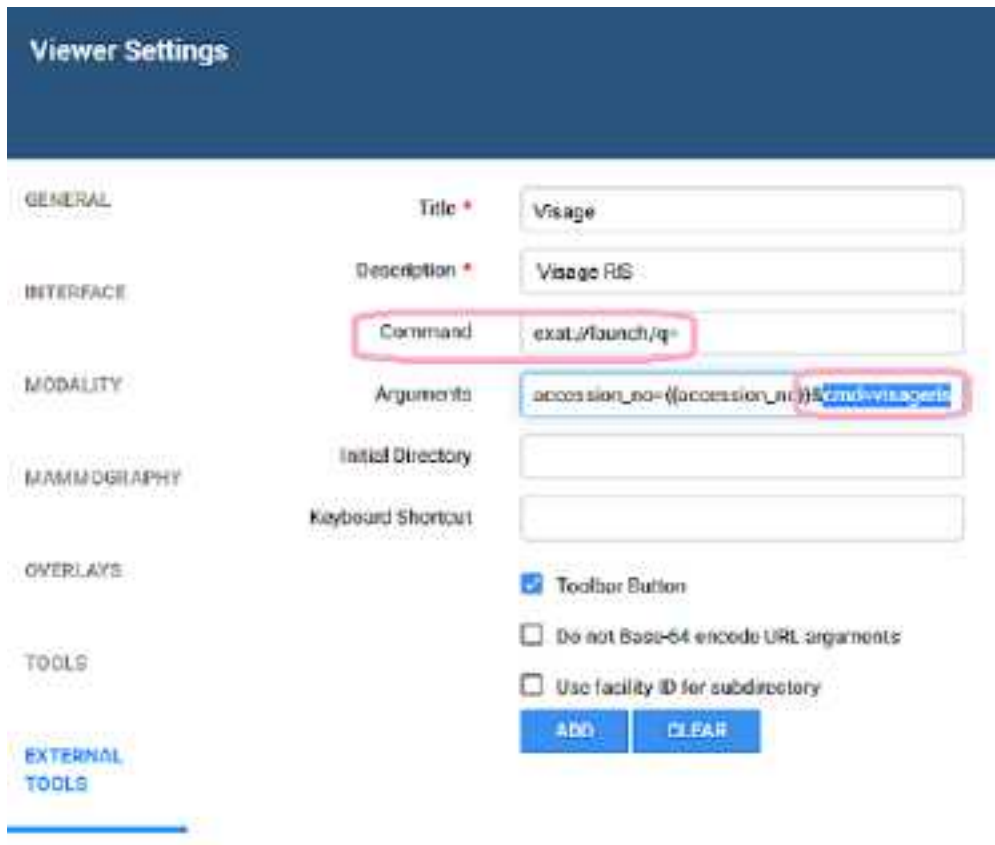 Viewer Settings
GENERAL
Title *
Visage
Description *
Visage RIS
INTERFACE
Command
exat://launch/q=
MODALITY
Arguments
accession_no={{accession_no}}&cmd=visageris
Initial Directory
MAMMOGRAPHY
Keyboard Shortcut
OVERLAYS
Toolbar Button
Do not Base-64 encode URL arguments
TOOLS
Use facility ID for subdirectory
ADD CLEAR
EXTERNAL
TOOLS